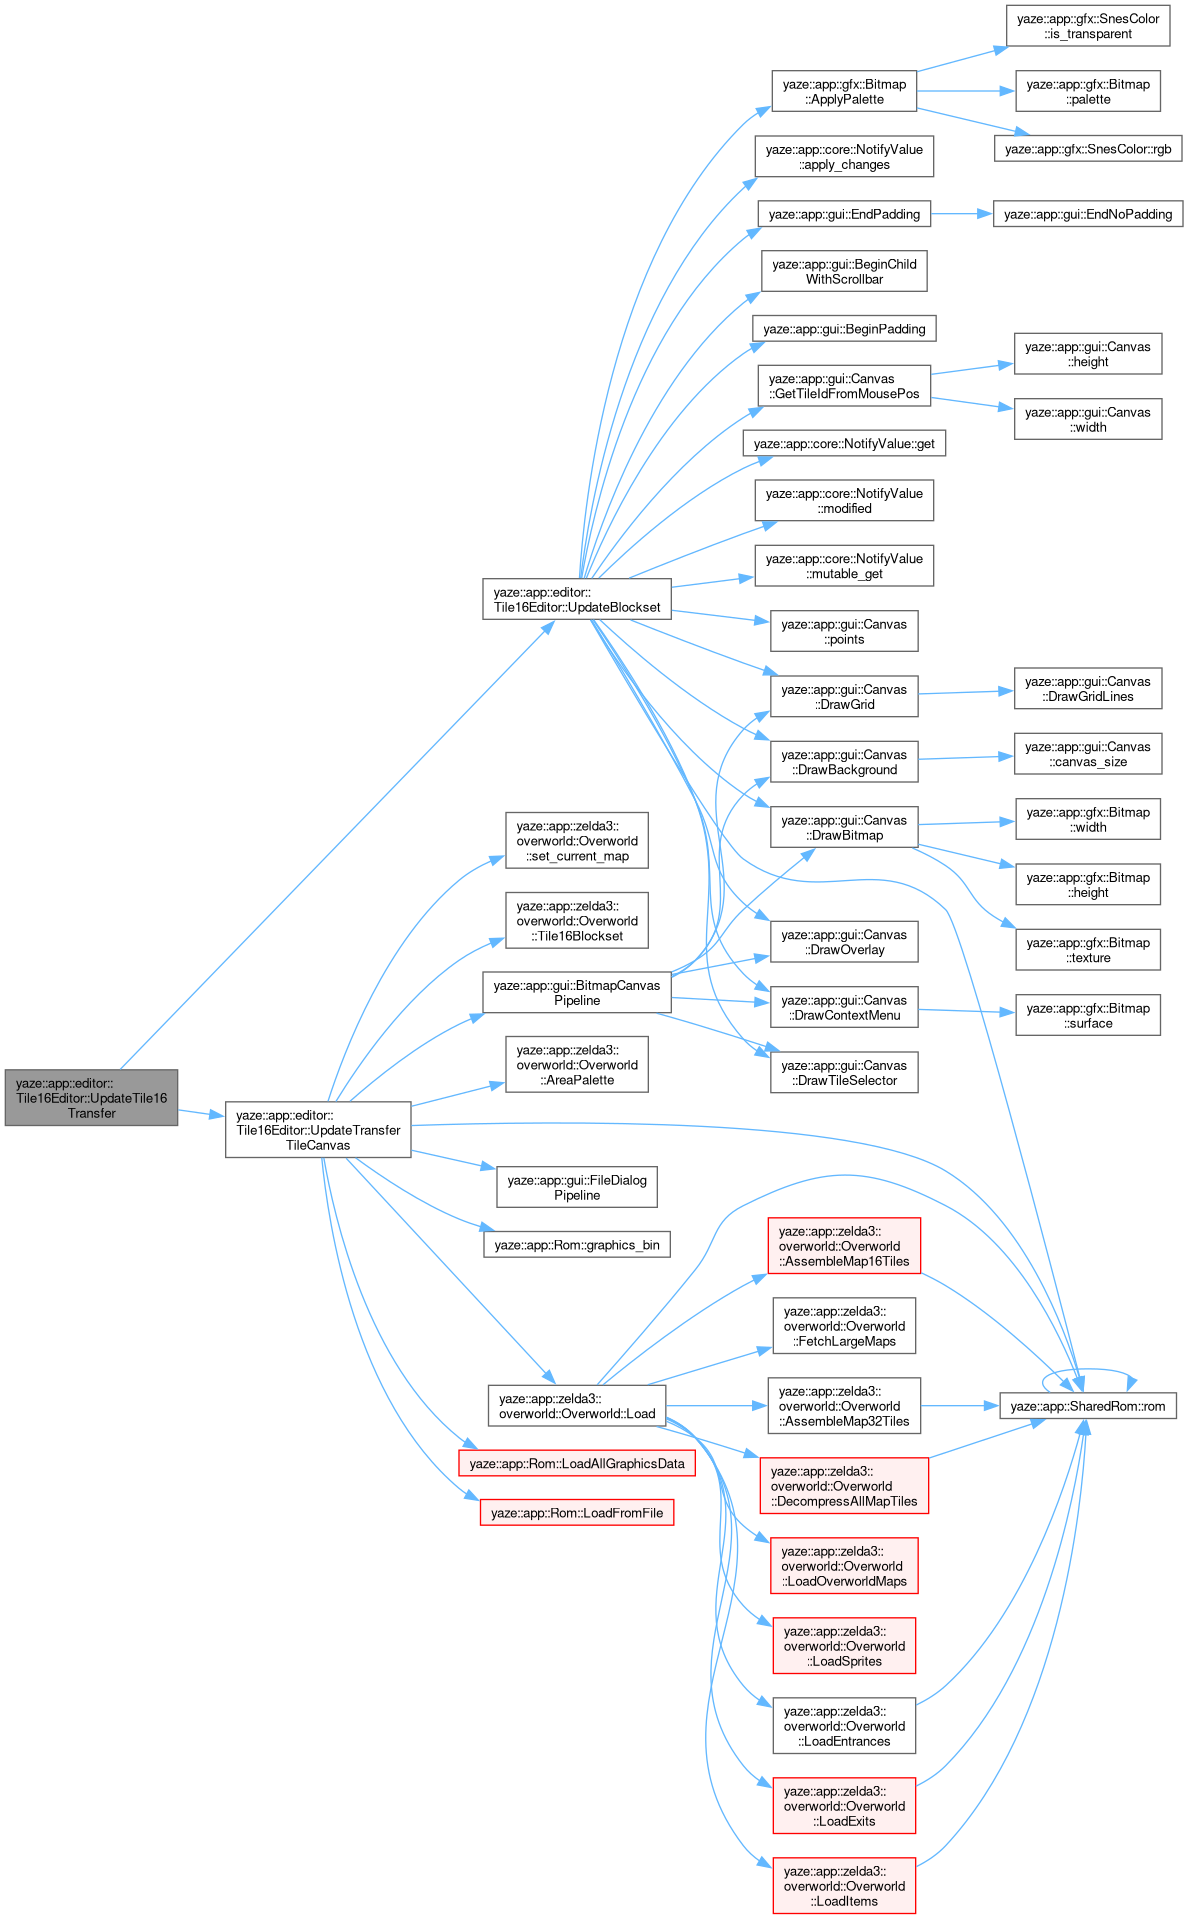 yaze::app::gfx::SnesColor
::is_transparent
yaze::app::gfx::Bitmap
::ApplyPalette
yaze::app::gfx::Bitmap
::palette
yaze::app::gfx::SnesColor::rgb
yaze::app::core::NotifyValue
::apply_changes
yaze::app::gui::EndPadding
yaze::app::gui::EndNoPadding
yaze::app::gui::BeginChild
WithScrollbar
yaze::app::gui::BeginPadding
yaze::app::gui::Canvas
::GetTileIdFromMousePos
yaze::app::gui::Canvas
::height
yaze::app::gui::Canvas
::width
yaze::app::core::NotifyValue::get
yaze::app::core::NotifyValue
::modified
yaze::app::core::NotifyValue
::mutable_get
yaze::app::editor::
Tile16Editor::UpdateBlockset
yaze::app::gui::Canvas
::points
yaze::app::gui::Canvas
::DrawGrid
yaze::app::gui::Canvas
::DrawGridLines
yaze::app::gui::Canvas
::DrawBackground
yaze::app::gui::Canvas
::canvas_size
yaze::app::gui::Canvas
::DrawBitmap
yaze::app::gfx::Bitmap
::width
yaze::app::gfx::Bitmap
::height
yaze::app::zelda3::
overworld::Overworld
::set_current_map
yaze::app::zelda3::
overworld::Overworld
::Tile16Blockset
yaze::app::gui::Canvas
::DrawOverlay
yaze::app::gfx::Bitmap
::texture
yaze::app::gui::BitmapCanvas
Pipeline
yaze::app::gui::Canvas
::DrawContextMenu
yaze::app::gfx::Bitmap
::surface
yaze::app::zelda3::
overworld::Overworld
::AreaPalette
yaze::app::gui::Canvas
::DrawTileSelector
yaze::app::editor::
Tile16Editor::UpdateTile16
Transfer
yaze::app::editor::
Tile16Editor::UpdateTransfer
TileCanvas
yaze::app::gui::FileDialog
Pipeline
yaze::app::Rom::graphics_bin
yaze::app::zelda3::
overworld::Overworld
::AssembleMap16Tiles
yaze::app::zelda3::
overworld::Overworld
::FetchLargeMaps
yaze::app::zelda3::
overworld::Overworld::Load
yaze::app::zelda3::
overworld::Overworld
::AssembleMap32Tiles
yaze::app::SharedRom::rom
yaze::app::Rom::LoadAllGraphicsData
yaze::app::zelda3::
overworld::Overworld
::DecompressAllMapTiles
yaze::app::Rom::LoadFromFile
yaze::app::zelda3::
overworld::Overworld
::LoadOverworldMaps
yaze::app::zelda3::
overworld::Overworld
::LoadSprites
yaze::app::zelda3::
overworld::Overworld
::LoadEntrances
yaze::app::zelda3::
overworld::Overworld
::LoadExits
yaze::app::zelda3::
overworld::Overworld
::LoadItems